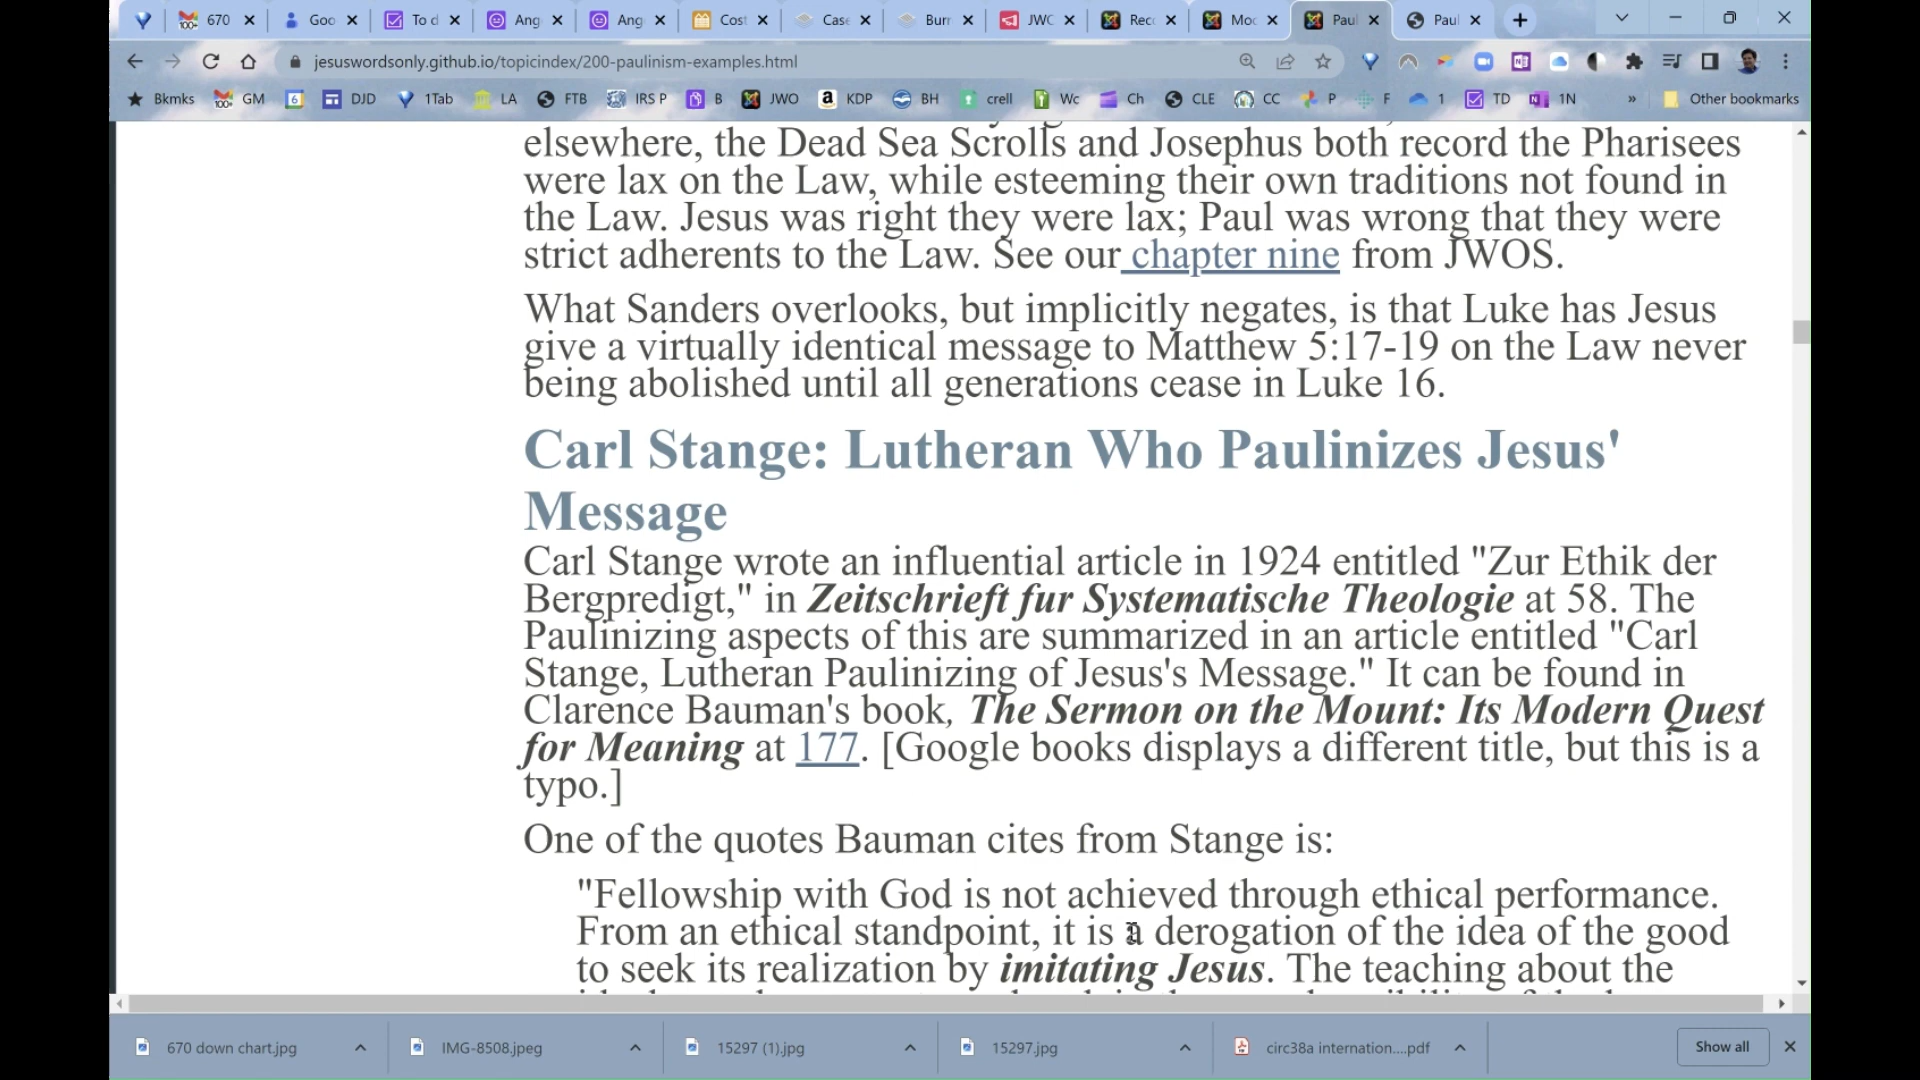 670
Goo
To d
Ang
Ang
Cost
Case
Burr
JWC
Rec
Moc
Paul
Paul
jesuswordsonly.github.io/topicindex/200-paulinism-examples.html
Bkmks GM DJD 1Tab LA FTB IRS P B JWO KDP BH crell Wc Ch CLE CC P F 1 TD 1N » Other bookmarks
elsewhere, the Dead Sea Scrolls and Josephus both record the Pharisees
were lax on the Law, while esteeming their own traditions not found in
the Law. Jesus was right they were lax; Paul was wrong that they were
strict adherents to the Law. See our chapter nine from JWOS.
What Sanders overlooks, but implicitly negates, is that Luke has Jesus
give a virtually identical message to Matthew 5:17-19 on the Law never
being abolished until all generations cease in Luke 16.
Carl Stange: Lutheran Who Paulinizes Jesus'
Message
Carl Stange wrote an influential article in 1924 entitled "Zur Ethik der
Bergpredigt," in Zeitschrieft fur Systematische Theologie at 58. The
Paulinizing aspects of this are summarized in an article entitled "Carl
Stange, Lutheran Paulinizing of Jesus's Message." It can be found in
Clarence Bauman's book, The Sermon on the Mount: Its Modern Quest
for Meaning at 177. [Google books displays a different title, but this is a
typo.]
One of the quotes Bauman cites from Stange is:
"Fellowship with God is not achieved through ethical performance.
From an ethical standpoint, it is a derogation of the idea of the good
to seek its realization by imitating Jesus. The teaching about the
670 down chart.jpg
IMG-8508.jpeg
15297 (1).jpg
15297.jpg
circ38a internation....pdf
Show all